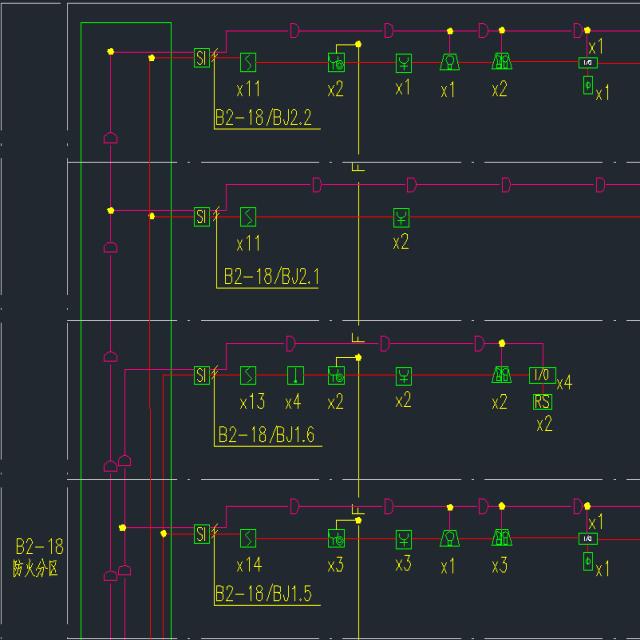 D D D D
SI
x11 x2 x1 x1 x2 I/O x1
x1
B2-18/BJ2.2
F
D D D D
SI
x11 x2
B2-18/BJ2.1
F
D D D
SI
x13 x4 x2 x2 x2 I/O x4
RS
x2
B2-18/BJ1.6
F
D D D D
SI
x14 x3 x3 x1 x3 I/O x1
x1
B2-18/BJ1.5
B2-18
防火分区